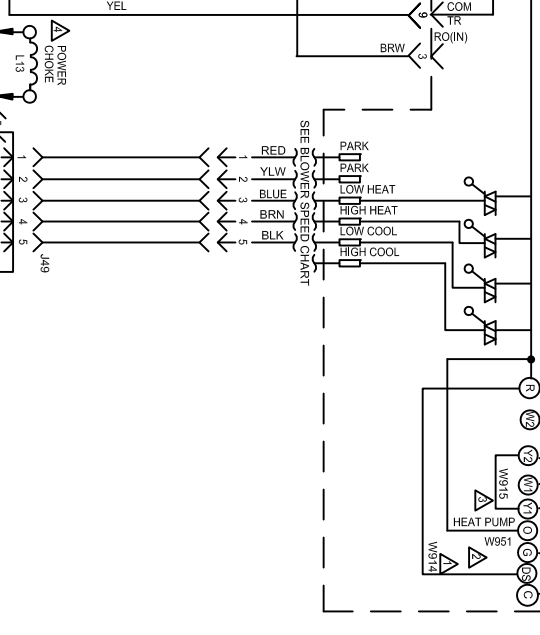 YEL
9
COM
TR
RO(IN)
BRW
3
4
POWER
CHOKE
L13
SEE BLOWER SPEED CHART
1
1
RED
PARK
2
2
YLW
PARK
3
3
BLUE
LOW HEAT
4
4
BRN
HIGH HEAT
5
5
BLK
LOW COOL
HIGH COOL
J49
R
W2
Y2
W915
W1
3
Y1
HEAT PUMP
O
W951
G
W914
1
2
DS
C